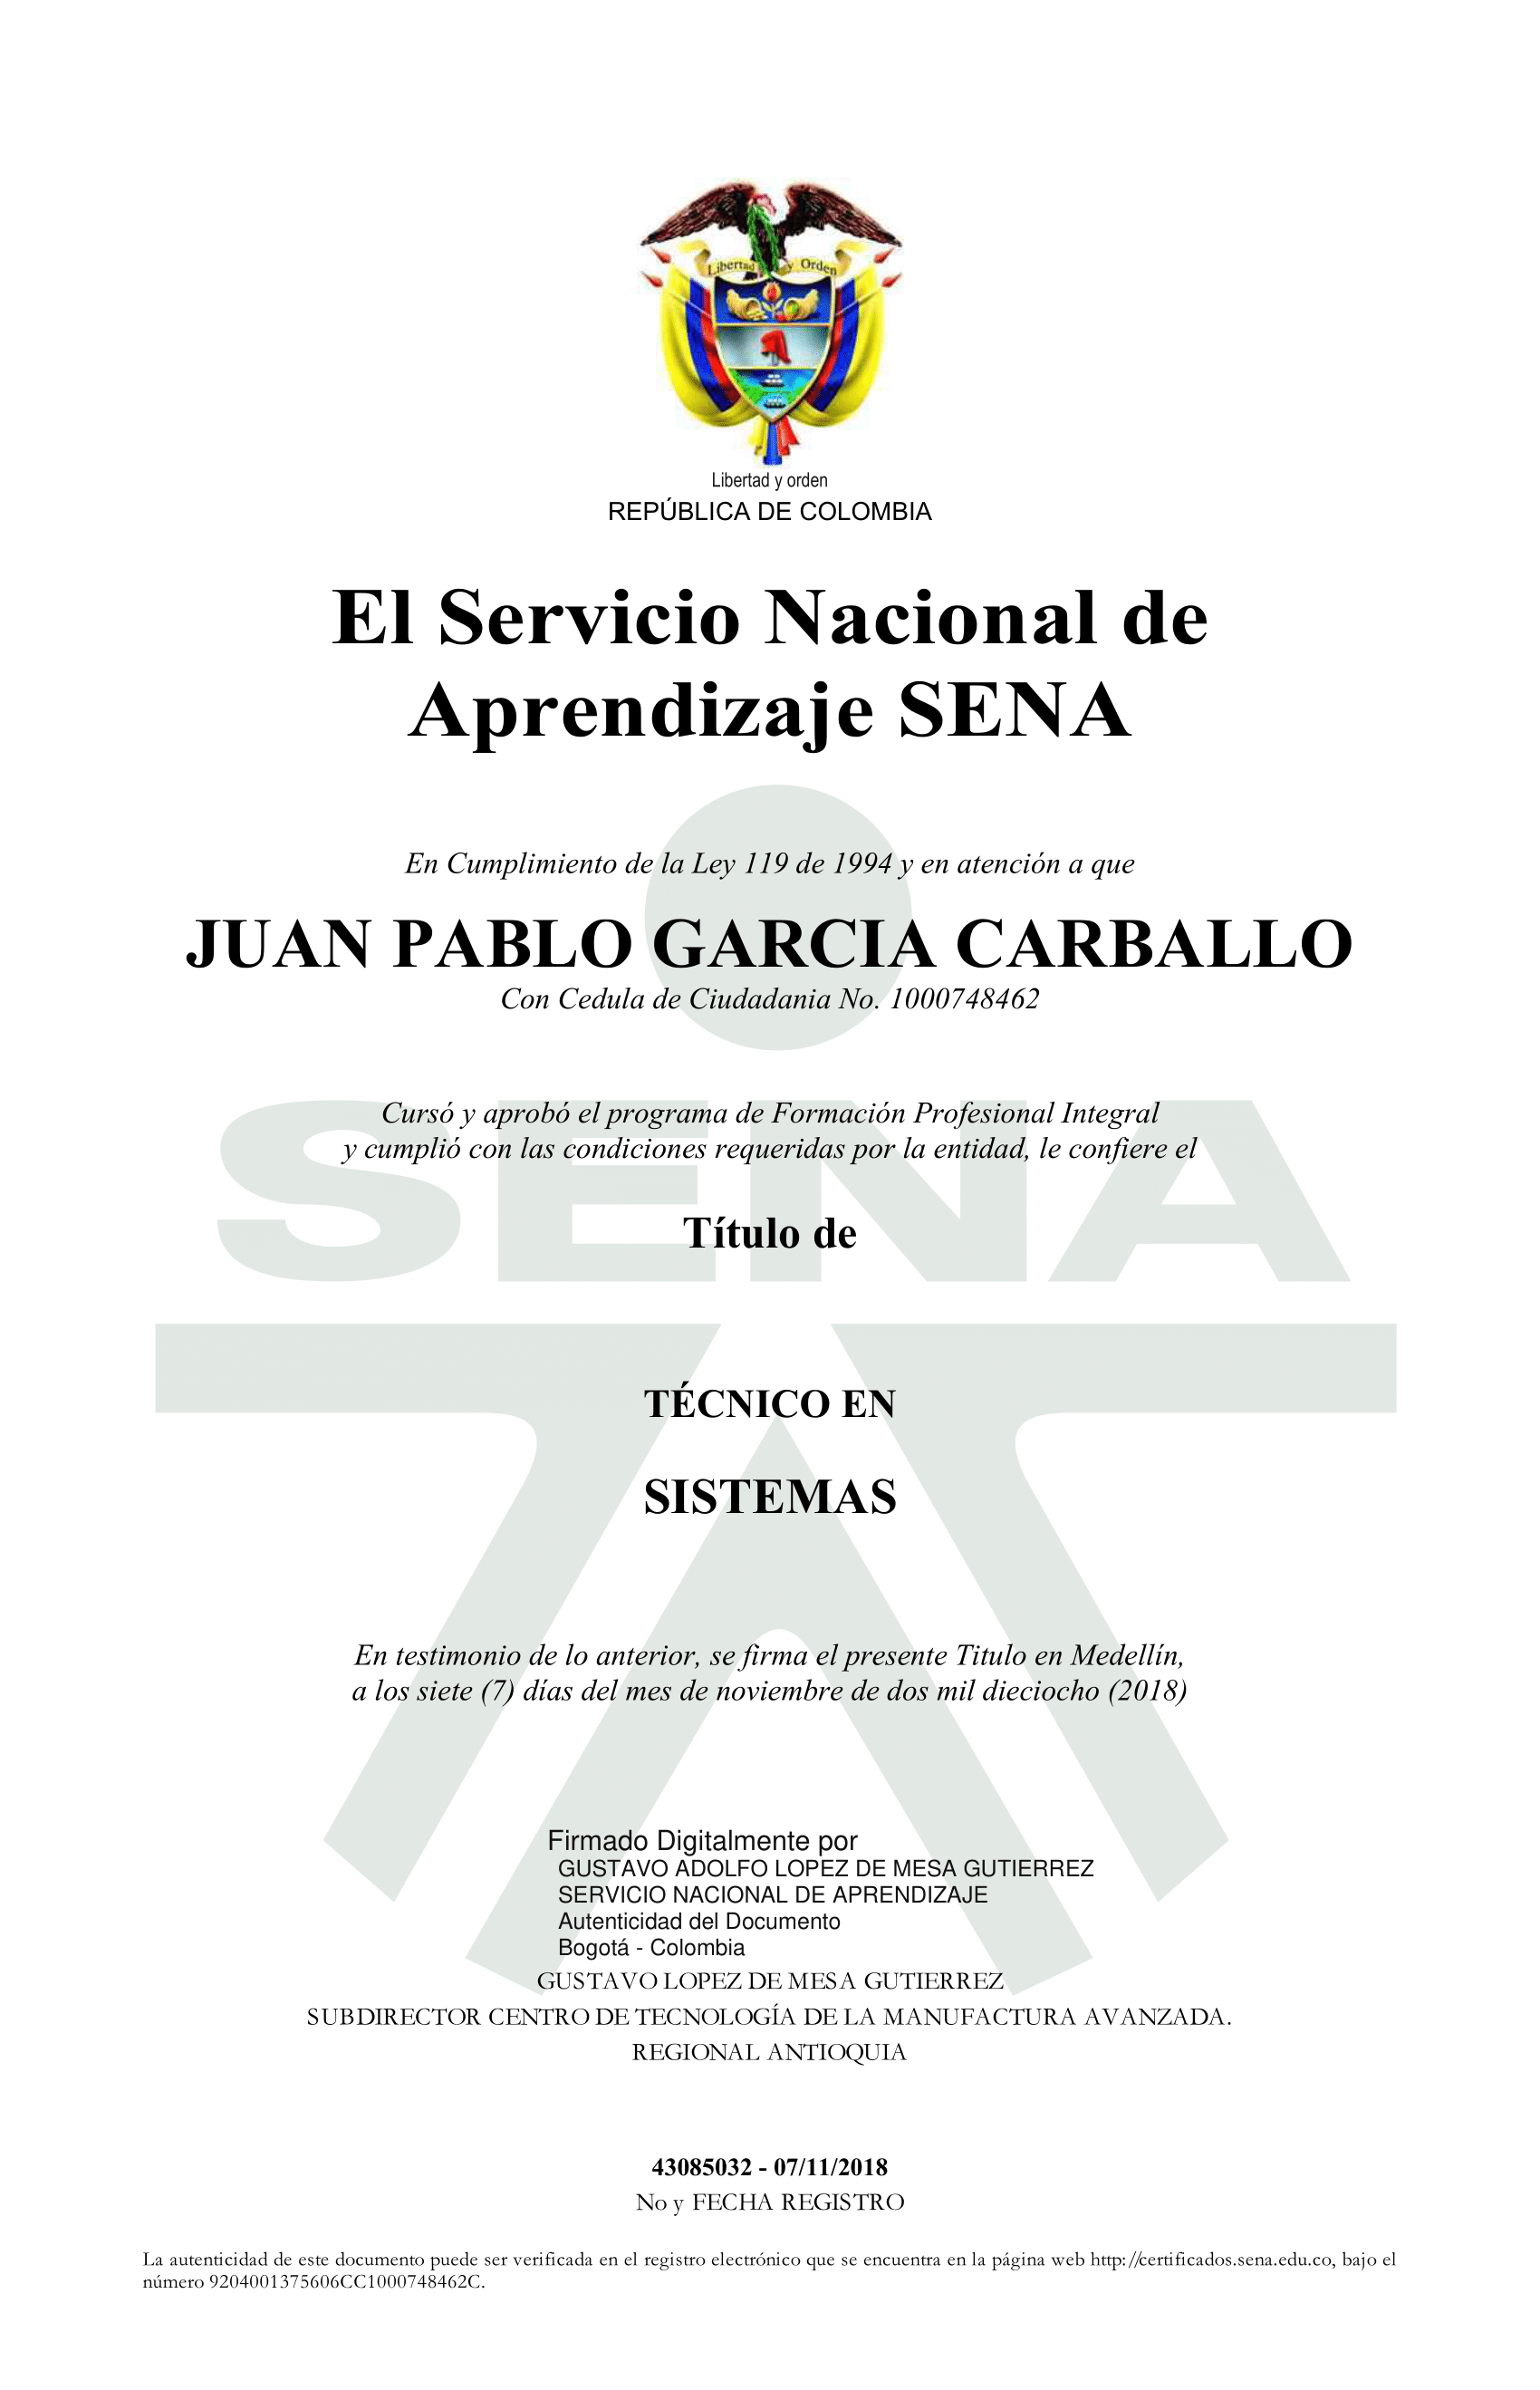 Libertad y Orden
Libertad y orden
REPÚBLICA DE COLOMBIA
El Servicio Nacional de
Aprendizaje SENA
En Cumplimiento de la Ley 119 de 1994 y en atención a que
JUAN PABLO GARCIA CARBALLO
Con Cedula de Ciudadania No. 1000748462
SENA
Cursó y aprobó el programa de Formación Profesional Integral
y cumplió con las condiciones requeridas por la entidad, le confiere el
Título de
TÉCNICO EN
SISTEMAS
En testimonio de lo anterior, se firma el presente Titulo en Medellín,
a los siete (7) días del mes de noviembre de dos mil dieciocho (2018)
Firmado Digitalmente por
GUSTAVO ADOLFO LOPEZ DE MESA GUTIERREZ
SERVICIO NACIONAL DE APRENDIZAJE
Autenticidad del Documento
Bogotá - Colombia
GUSTAVO LOPEZ DE MESA GUTIERREZ
SUBDIRECTOR CENTRO DE TECNOLOGÍA DE LA MANUFACTURA AVANZADA.
REGIONAL ANTIOQUIA
43085032 - 07/11/2018
No y FECHA REGISTRO
La autenticidad de este documento puede ser verificada en el registro electrónico que se encuentra en la página web http://certificados.sena.edu.co, bajo el
número 9204001375606CC1000748462C.